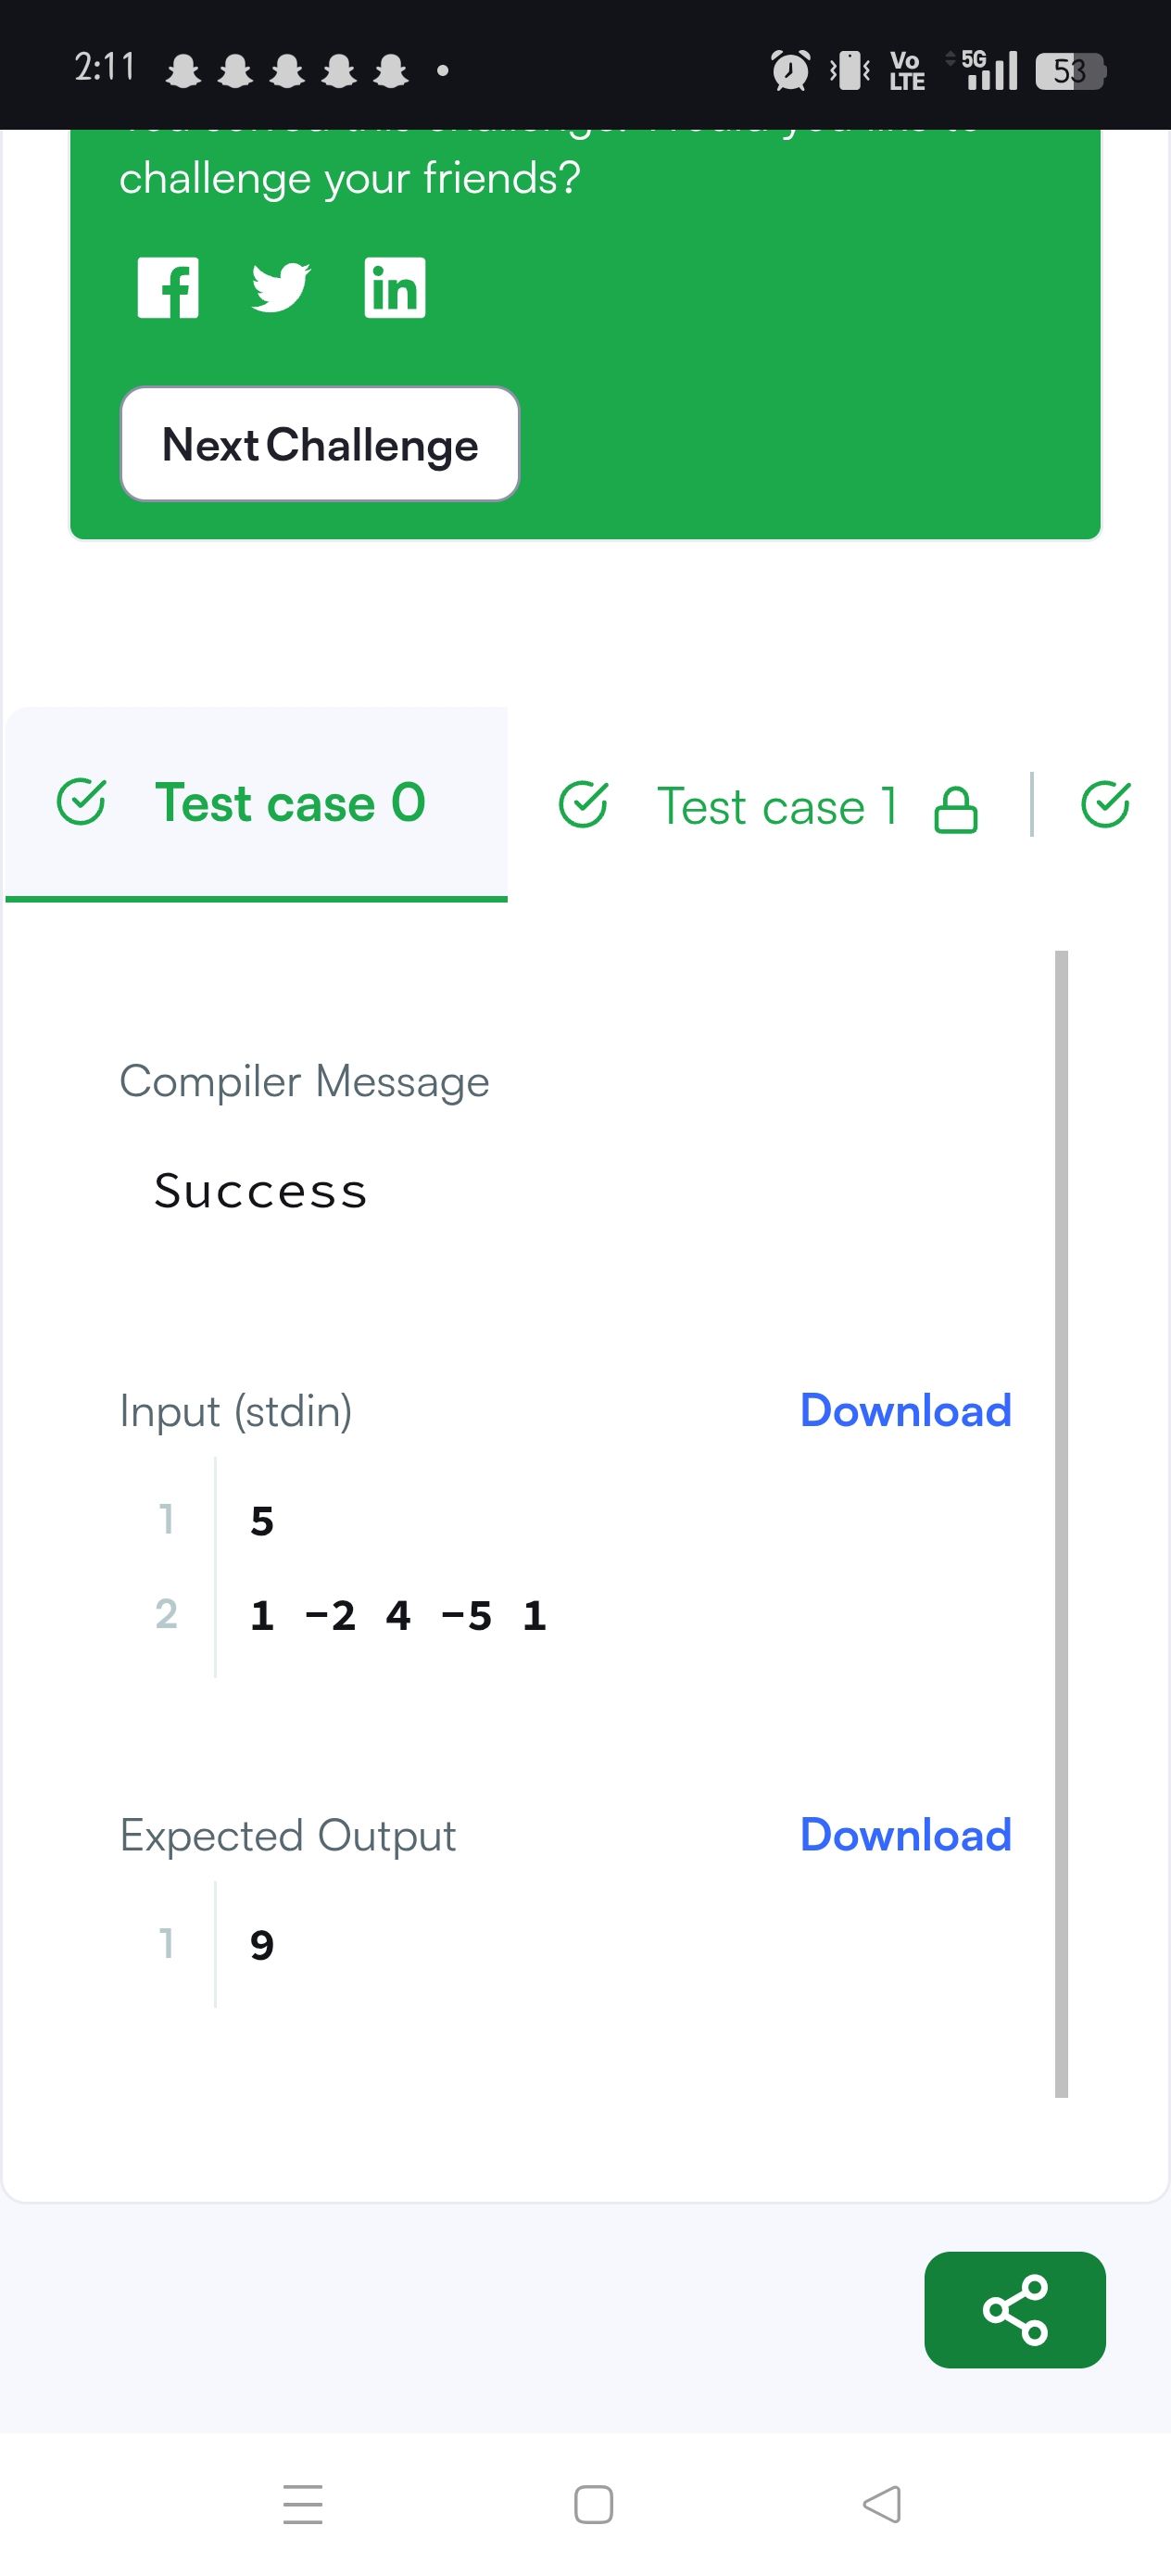 2:11
Vo LTE 5G 53
challenge your friends?
Next Challenge
Test case 0 Test case 1
Compiler Message
Success
Input (stdin) Download
1 5
2 1 -2 4 -5 1
Expected Output Download
1 9